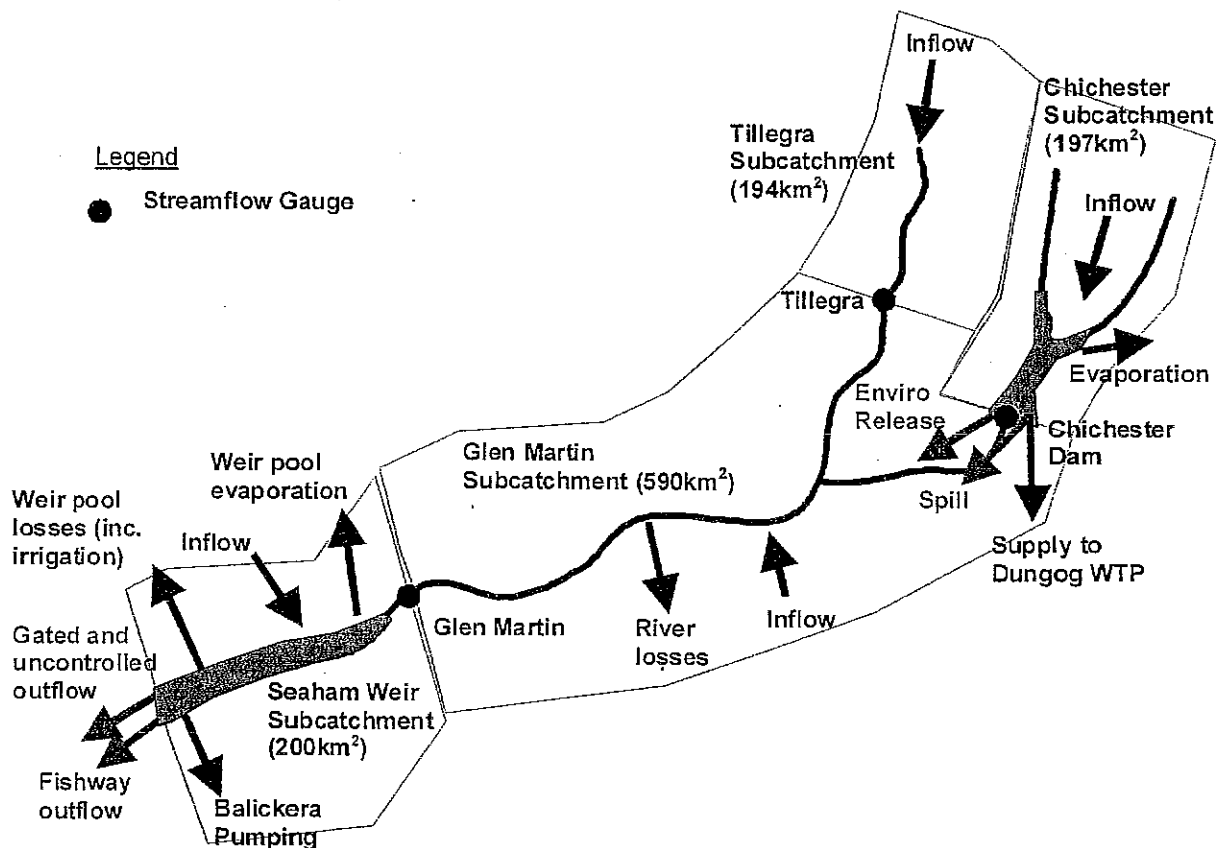 Inflow
Chichester
Subcatchment
(197km²)
Tillegra
Subcatchment
(194km²)
Legend
Streamflow Gauge
Inflow
Tillegra
Evaporation
Enviro
Release
Chichester
Dam
Spill
Supply to
Dungog WTP
Glen Martin
Subcatchment (590km²)
Weir pool
evaporation
Weir pool
losses (inc.
irrigation)
Inflow
Glen Martin
River
losses
Inflow
Gated and
uncontrolled
outflow
Seaham Weir
Subcatchment
(200km²)
Fishway
outflow
Balickera
Pumping